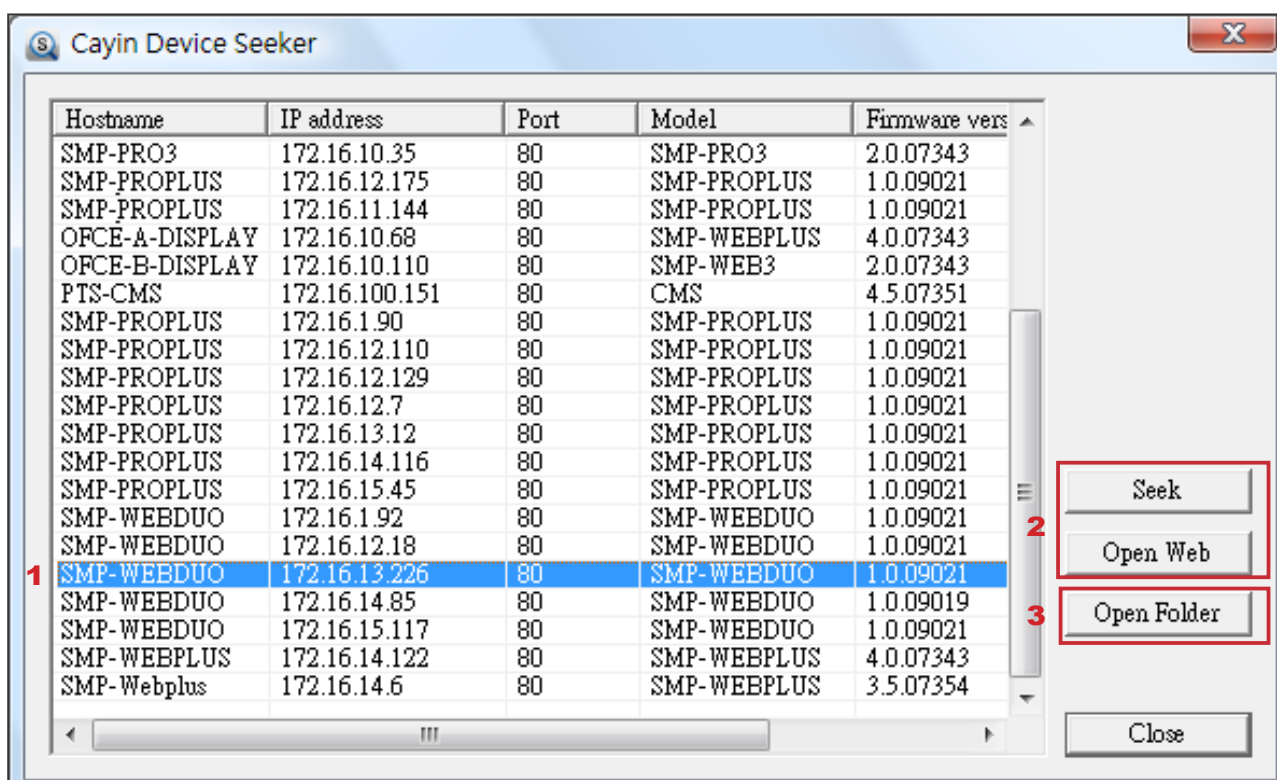 Cayin Device Seeker
Hostname IP address Port Model Firmware vers
SMP-PRO3 172.16.10.35 80 SMP-PRO3 2.0.07343
SMP-PROPLUS 172.16.12.175 80 SMP-PROPLUS 1.0.09021
SMP-PROPLUS 172.16.11.144 80 SMP-PROPLUS 1.0.09021
OFCE-A-DISPLAY 172.16.10.68 80 SMP-WEBPLUS 4.0.07343
OFCE-B-DISPLAY 172.16.10.110 80 SMP-WEB3 2.0.07343
PTS-CMS 172.16.100.151 80 CMS 4.5.07351
SMP-PROPLUS 172.16.1.90 80 SMP-PROPLUS 1.0.09021
SMP-PROPLUS 172.16.12.110 80 SMP-PROPLUS 1.0.09021
SMP-PROPLUS 172.16.12.129 80 SMP-PROPLUS 1.0.09021
SMP-PROPLUS 172.16.12.7 80 SMP-PROPLUS 1.0.09021
SMP-PROPLUS 172.16.13.12 80 SMP-PROPLUS 1.0.09021
SMP-PROPLUS 172.16.14.116 80 SMP-PROPLUS 1.0.09021
SMP-PROPLUS 172.16.15.45 80 SMP-PROPLUS 1.0.09021
SMP-WEBDUO 172.16.1.92 80 SMP-WEBDUO 1.0.09021
SMP-WEBDUO 172.16.12.18 80 SMP-WEBDUO 1.0.09021
1 SMP-WEBDUO 172.16.13.226 80 SMP-WEBDUO 1.0.09021
SMP-WEBDUO 172.16.14.85 80 SMP-WEBDUO 1.0.09019
SMP-WEBDUO 172.16.15.117 80 SMP-WEBDUO 1.0.09021
SMP-WEBPLUS 172.16.14.122 80 SMP-WEBPLUS 4.0.07343
SMP-Webplus 172.16.14.6 80 SMP-WEBPLUS 3.5.07354
Seek
2
Open Web
3 Open Folder
Close